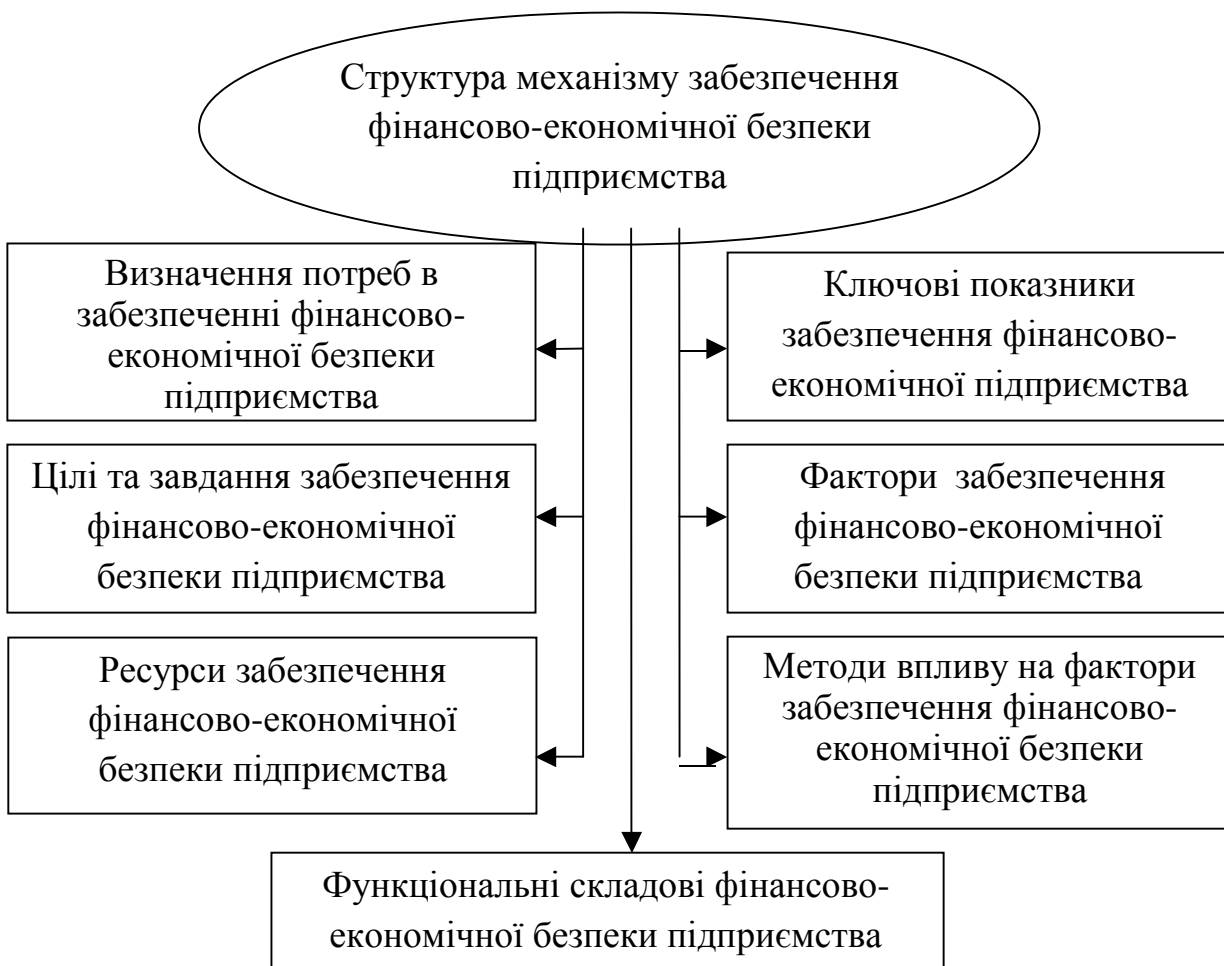 Структура механізму забезпечення
фінансово-економічної безпеки
підприємства
Визначення потреб в
забезпеченні фінансово-
економічної безпеки
підприємства
Ключові показники
забезпечення фінансово-
економічної підприємства
Цілі та завдання забезпечення
фінансово-економічної
безпеки підприємства
Фактори  забезпечення
фінансово-економічної
безпеки підприємства
Ресурси забезпечення
фінансово-економічної
безпеки підприємства
Методи впливу на фактори
забезпечення фінансово-
економічної безпеки
підприємства
Функціональні складові фінансово-
економічної безпеки підприємства